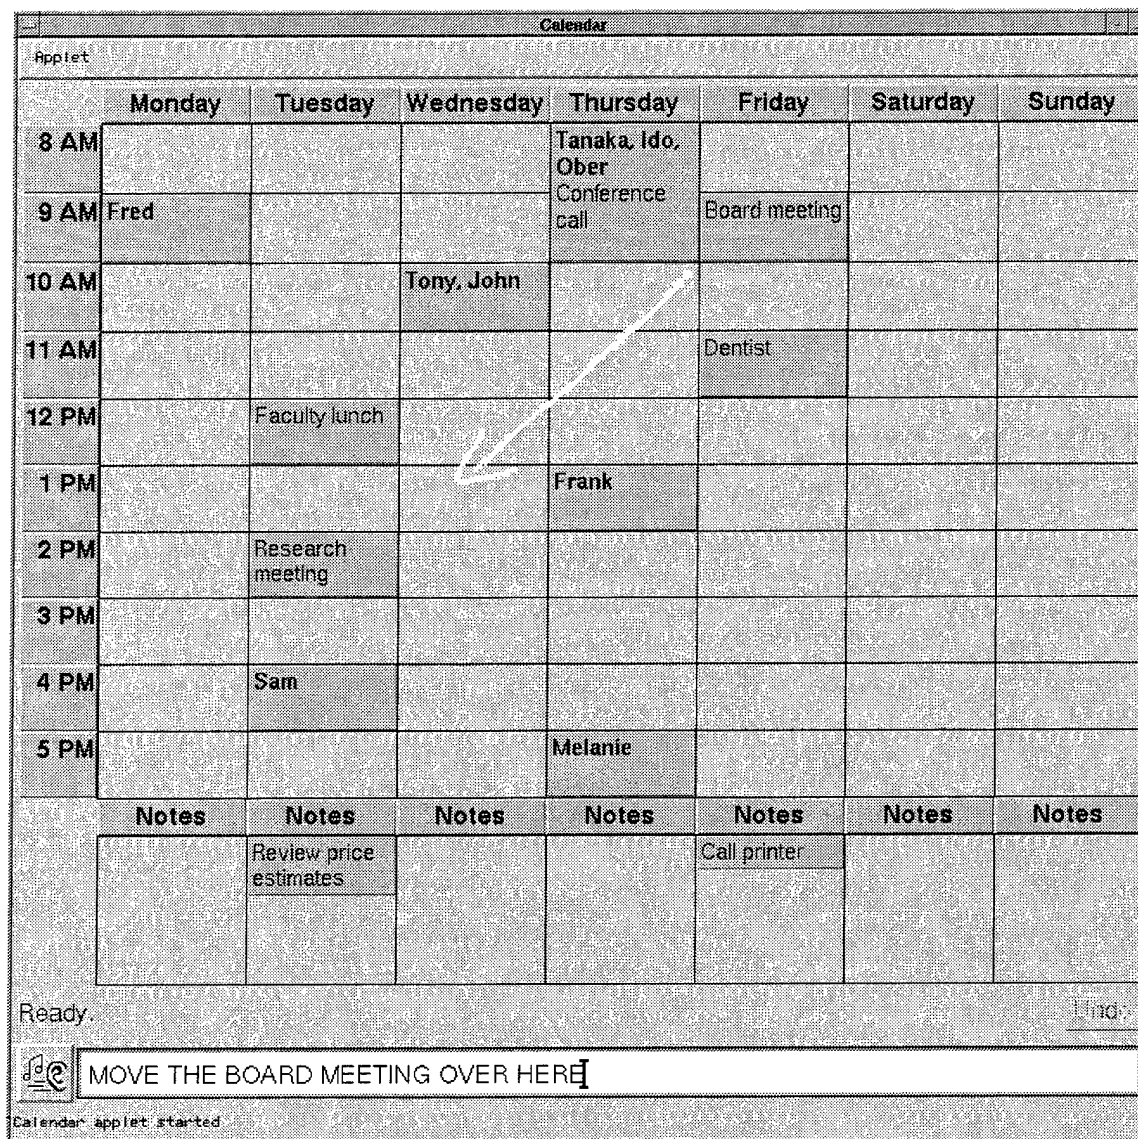 Calendar
Applet
Monday Tuesday Wednesday Thursday Friday Saturday Sunday
8 AM
Tanaka, Ido,
Ober
Conference
call
9 AM Fred
Board meeting
10 AM Tony, John
11 AM Dentist
12 PM Faculty lunch
1 PM Frank
2 PM Research
meeting
3 PM
4 PM Sam
5 PM Melanie
Notes Notes Notes Notes Notes Notes Notes
Review price
estimates
Call printer
Ready.
MOVE THE BOARD MEETING OVER HERE
Calendar applet started